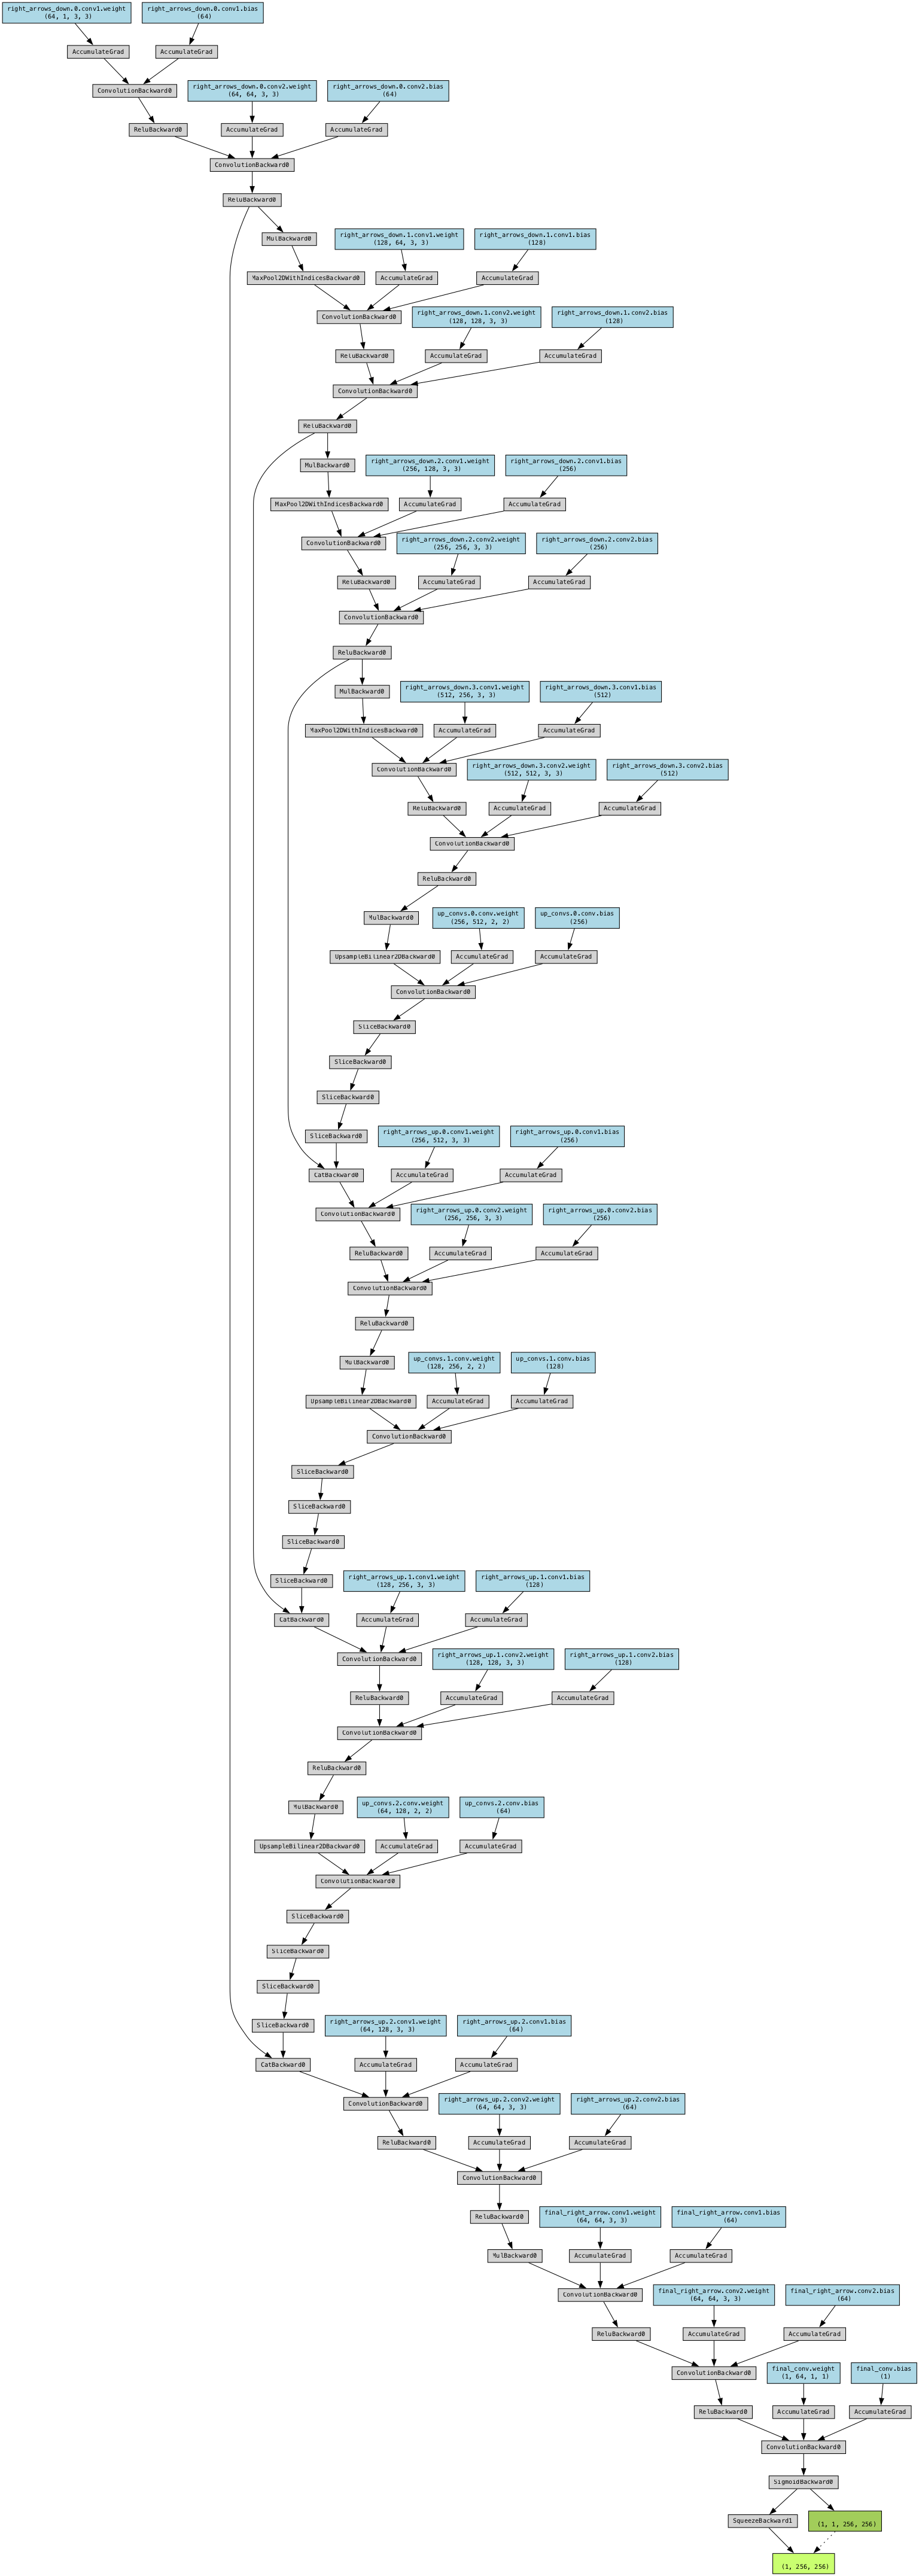 right_arrows_down.0.conv1.weight
(64, 1, 3, 3)
right_arrows_down.0.conv1.bias
(64)
AccumulateGrad
AccumulateGrad
ConvolutionBackward0
right_arrows_down.0.conv2.weight
(64, 64, 3, 3)
right_arrows_down.0.conv2.bias
(64)
ReluBackward0
AccumulateGrad
AccumulateGrad
ConvolutionBackward0
ReluBackward0
MulBackward0
right_arrows_down.1.conv1.weight
(128, 64, 3, 3)
right_arrows_down.1.conv1.bias
(128)
MaxPool2DWithIndicesBackward0
AccumulateGrad
AccumulateGrad
ConvolutionBackward0
right_arrows_down.1.conv2.weight
(128, 128, 3, 3)
right_arrows_down.1.conv2.bias
(128)
ReluBackward0
AccumulateGrad
AccumulateGrad
ConvolutionBackward0
ReluBackward0
MulBackward0
right_arrows_down.2.conv1.weight
(256, 128, 3, 3)
right_arrows_down.2.conv1.bias
(256)
MaxPool2DWithIndicesBackward0
AccumulateGrad
AccumulateGrad
ConvolutionBackward0
right_arrows_down.2.conv2.weight
(256, 256, 3, 3)
right_arrows_down.2.conv2.bias
(256)
ReluBackward0
AccumulateGrad
AccumulateGrad
ConvolutionBackward0
ReluBackward0
MulBackward0
right_arrows_down.3.conv1.weight
(512, 256, 3, 3)
right_arrows_down.3.conv1.bias
(512)
MaxPool2DWithIndicesBackward0
AccumulateGrad
AccumulateGrad
ConvolutionBackward0
right_arrows_down.3.conv2.weight
(512, 512, 3, 3)
right_arrows_down.3.conv2.bias
(512)
ReluBackward0
AccumulateGrad
AccumulateGrad
ConvolutionBackward0
ReluBackward0
MulBackward0
up_convs.0.conv.weight
(256, 512, 2, 2)
up_convs.0.conv.bias
(256)
UpsampleBilinear2DBackward0
AccumulateGrad
AccumulateGrad
ConvolutionBackward0
SliceBackward0
SliceBackward0
SliceBackward0
SliceBackward0
right_arrows_up.0.conv1.weight
(256, 512, 3, 3)
right_arrows_up.0.conv1.bias
(256)
CatBackward0
AccumulateGrad
AccumulateGrad
ConvolutionBackward0
right_arrows_up.0.conv2.weight
(256, 256, 3, 3)
right_arrows_up.0.conv2.bias
(256)
ReluBackward0
AccumulateGrad
AccumulateGrad
ConvolutionBackward0
ReluBackward0
MulBackward0
up_convs.1.conv.weight
(128, 256, 2, 2)
up_convs.1.conv.bias
(128)
UpsampleBilinear2DBackward0
AccumulateGrad
AccumulateGrad
ConvolutionBackward0
SliceBackward0
SliceBackward0
SliceBackward0
SliceBackward0
right_arrows_up.1.conv1.weight
(128, 256, 3, 3)
right_arrows_up.1.conv1.bias
(128)
CatBackward0
AccumulateGrad
AccumulateGrad
ConvolutionBackward0
right_arrows_up.1.conv2.weight
(128, 128, 3, 3)
right_arrows_up.1.conv2.bias
(128)
ReluBackward0
AccumulateGrad
AccumulateGrad
ConvolutionBackward0
ReluBackward0
MulBackward0
up_convs.2.conv.weight
(64, 128, 2, 2)
up_convs.2.conv.bias
(64)
UpsampleBilinear2DBackward0
AccumulateGrad
AccumulateGrad
ConvolutionBackward0
SliceBackward0
SliceBackward0
SliceBackward0
SliceBackward0
right_arrows_up.2.conv1.weight
(64, 128, 3, 3)
right_arrows_up.2.conv1.bias
(64)
CatBackward0
AccumulateGrad
AccumulateGrad
ConvolutionBackward0
right_arrows_up.2.conv2.weight
(64, 64, 3, 3)
right_arrows_up.2.conv2.bias
(64)
ReluBackward0
AccumulateGrad
AccumulateGrad
ConvolutionBackward0
ReluBackward0
final_right_arrow.conv1.weight
(64, 64, 3, 3)
final_right_arrow.conv1.bias
(64)
MulBackward0
AccumulateGrad
AccumulateGrad
ConvolutionBackward0
final_right_arrow.conv2.weight
(64, 64, 3, 3)
final_right_arrow.conv2.bias
(64)
ReluBackward0
AccumulateGrad
AccumulateGrad
ConvolutionBackward0
final_conv.weight
(1, 64, 1, 1)
final_conv.bias
(1)
ReluBackward0
AccumulateGrad
AccumulateGrad
ConvolutionBackward0
SigmoidBackward0
SqueezeBackward1
(1, 1, 256, 256)
(1, 256, 256)